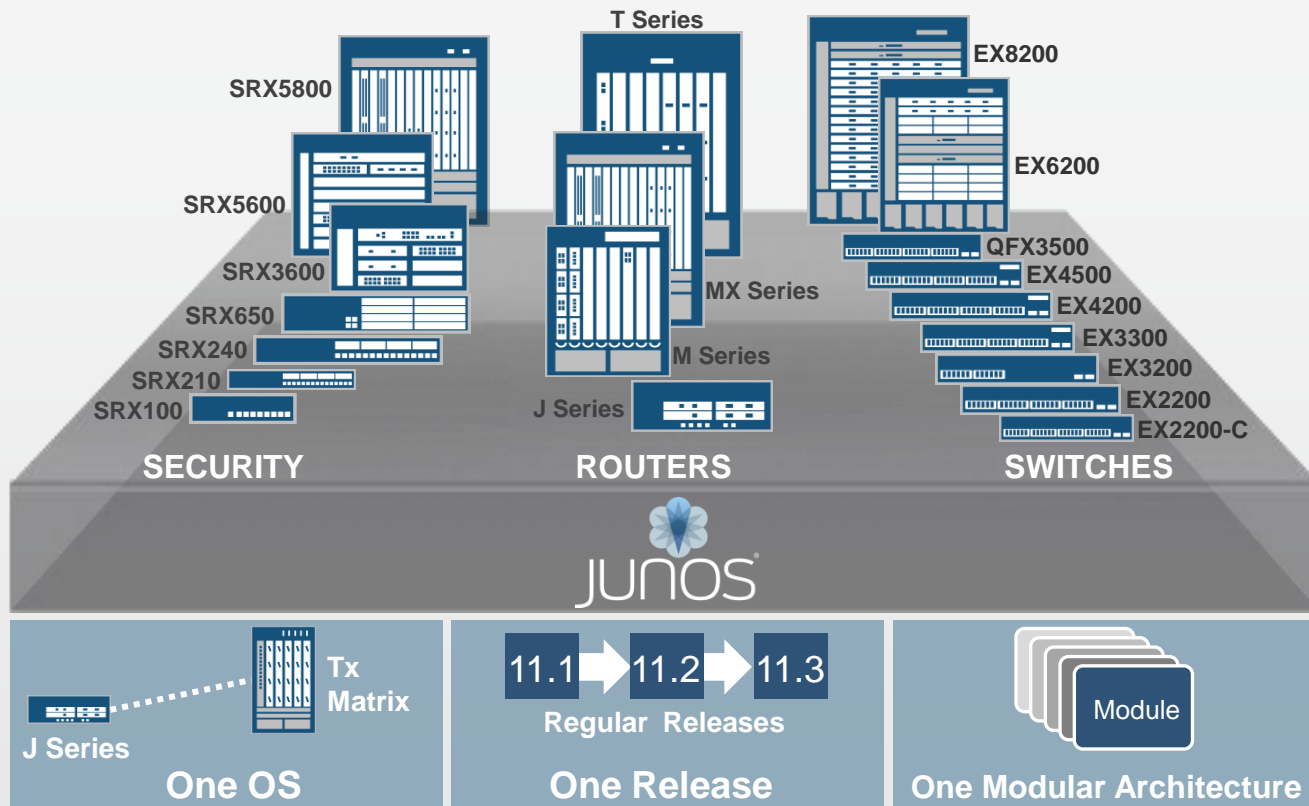 T Series
SRX5800
EX8200
SRX5600
EX6200
SRX3600
QFX3500
EX4500
MX Series
EX4200
SRX650
EX3300
SRX240
M Series
EX3200
SRX210
EX2200
SRX100
J Series
EX2200-C
SECURITY
ROUTERS
SWITCHES
JUNOS
Tx
Matrix
J Series
One OS
11.1 11.2 11.3
Regular Releases
One Release
Module
One Modular Architecture